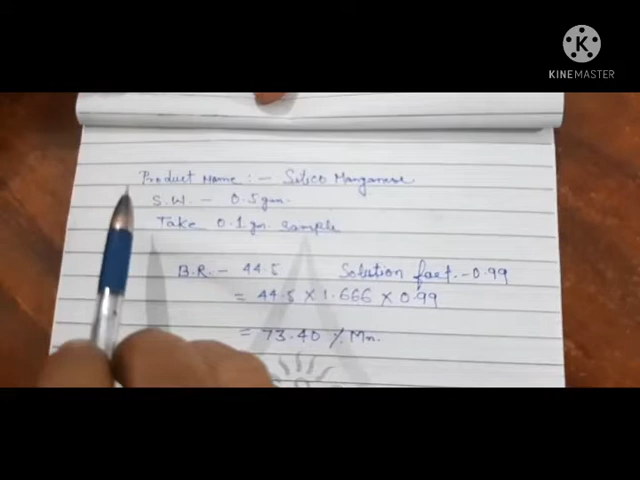 KINEMASTER
Product Name :- Silico Manganese
S.W. - 0.5 gm.
Take 0.1 gm. sample
B.R. - 44.5 Solution fact. - 0.99
= 44.5 × 1.666 × 0.99
= 73.40 % Mn.